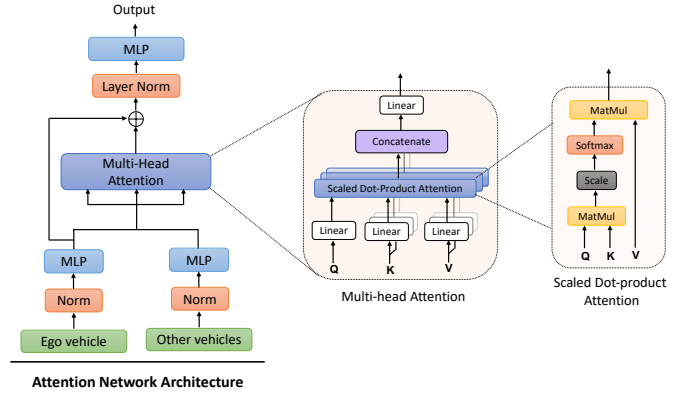 Output
MLP
Layer Norm
Multi-Head
Attention
MLP
MLP
Norm
Norm
Ego vehicle
Other vehicles
Attention Network Architecture
Linear
Concatenate
Scaled Dot-Product Attention
Linear
Linear
Linear
Q
K
V
Multi-head Attention
MatMul
Softmax
Scale
MatMul
Q
K
V
Scaled Dot-product
Attention